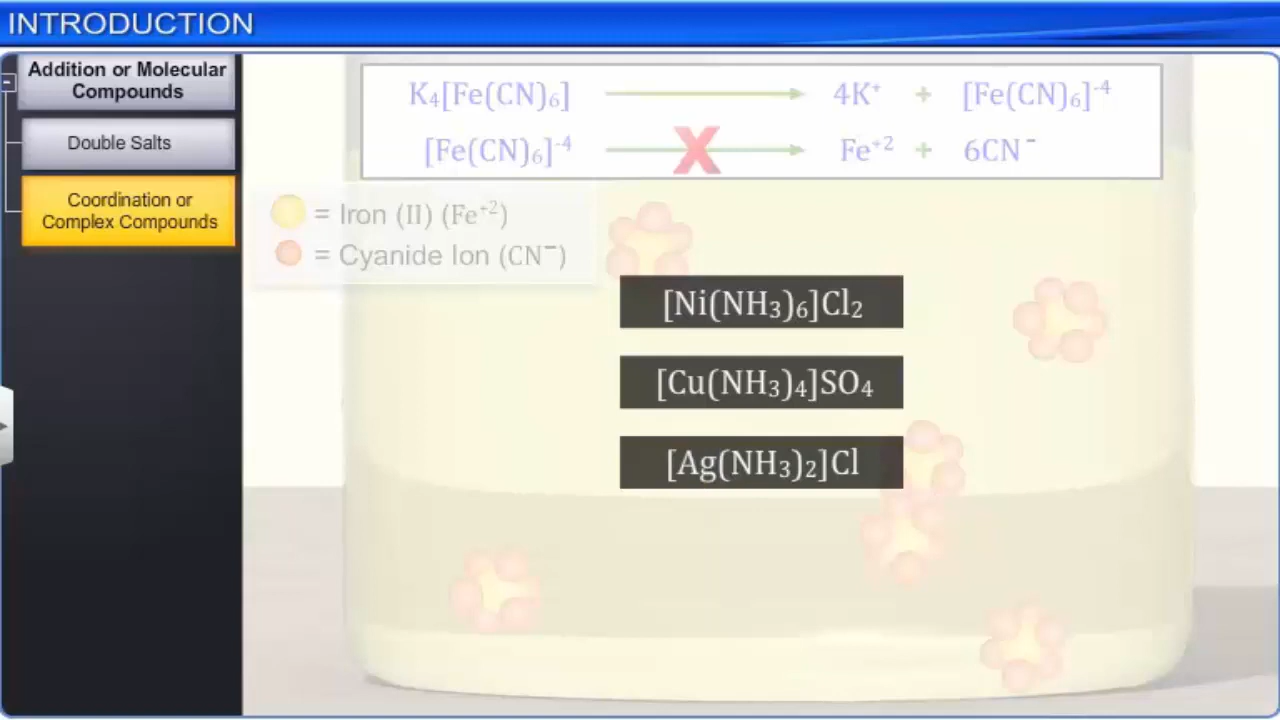 INTRODUCTION
Addition or Molecular
Compounds
Double Salts
Coordination or
Complex Compounds
K₄[Fe(CN)₆] → 4K⁺ + [Fe(CN)₆]⁻⁴
[Fe(CN)₆]⁻⁴ → X Fe⁺² + 6CN⁻
= Iron (II) (Fe⁺²)
= Cyanide Ion (CN⁻)
[Ni(NH₃)₆]Cl₂
[Cu(NH₃)₄]SO₄
[Ag(NH₃)₂]Cl